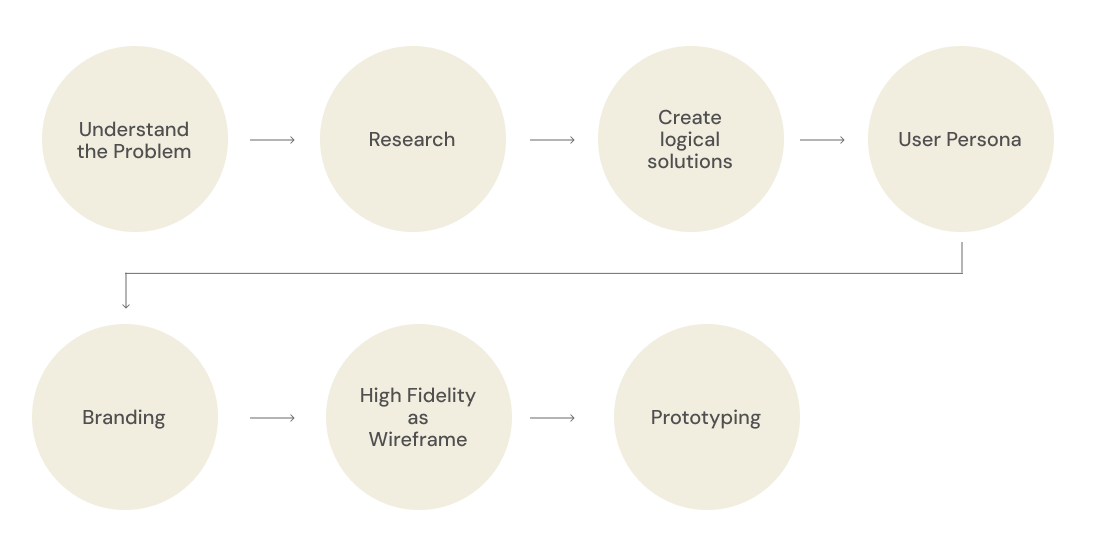 Understand
the Problem
Research
Create
logical
solutions
User Persona
Branding
High Fidelity
as
Wireframe
Prototyping